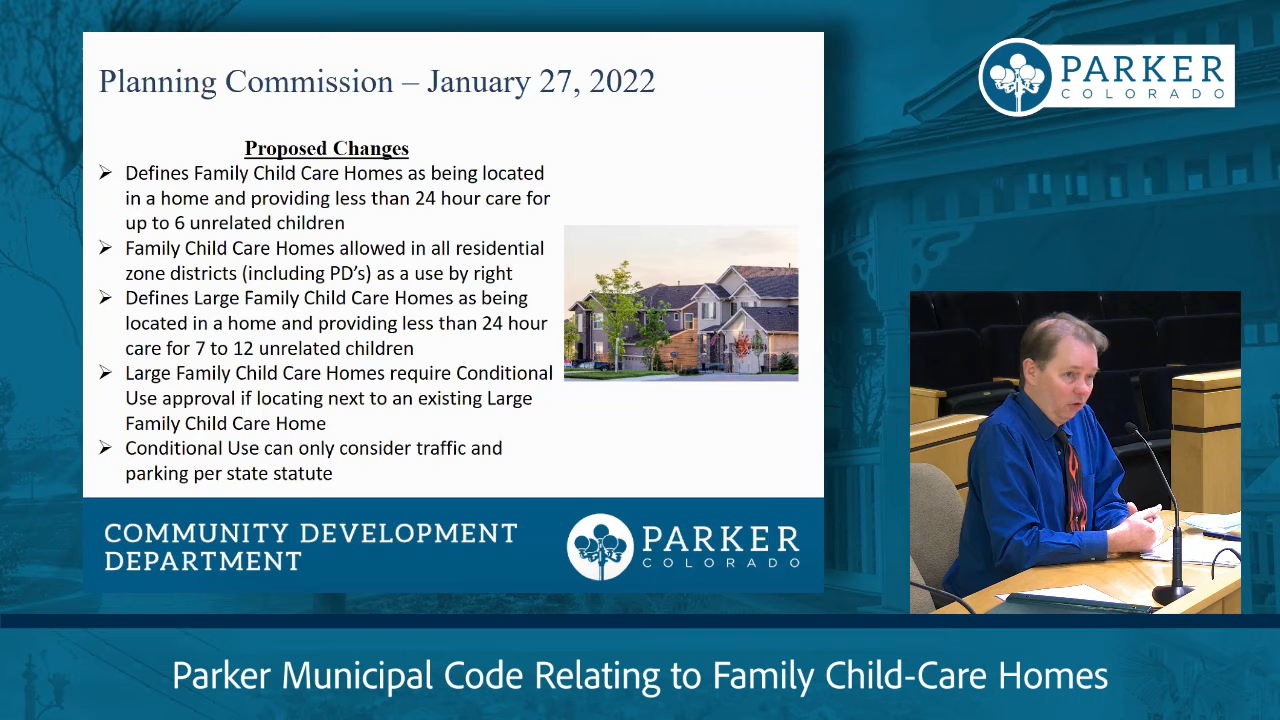 Planning Commission – January 27, 2022
Proposed Changes
➢ Defines Family Child Care Homes as being located
in a home and providing less than 24 hour care for
up to 6 unrelated children
➢ Family Child Care Homes allowed in all residential
zone districts (including PD's) as a use by right
➢ Defines Large Family Child Care Homes as being
located in a home and providing less than 24 hour
care for 7 to 12 unrelated children
➢ Large Family Child Care Homes require Conditional
Use approval if locating next to an existing Large
Family Child Care Home
➢ Conditional Use can only consider traffic and
parking per state statute
COMMUNITY DEVELOPMENT
DEPARTMENT
PARKER
COLORADO
PARKER
COLORADO
Parker Municipal Code Relating to Family Child-Care Homes